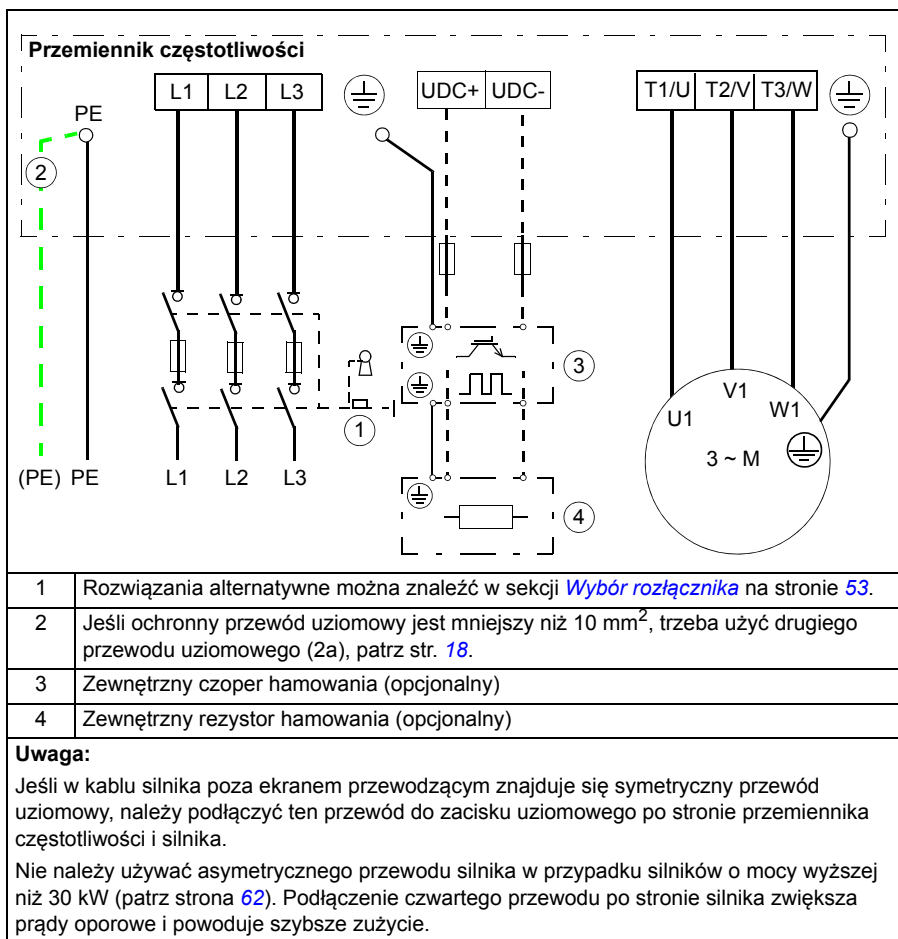 Przemiennik częstotliwości
PE
L1 L2 L3
UDC+ UDC-
T1/U T2/V T3/W
2
3
1
U1
V1
W1
3 ~ M
(PE) PE
L1 L2 L3
4
1 Rozwiązania alternatywne można znaleźć w sekcji Wybór rozłącznika na stronie 53.
2 Jeśli ochronny przewód uziomowy jest mniejszy niż 10 mm2, trzeba użyć drugiego
przewodu uziomowego (2a), patrz str. 18.
3 Zewnętrzny czoper hamowania (opcjonalny)
4 Zewnętrzny rezystor hamowania (opcjonalny)
Uwaga:
Jeśli w kablu silnika poza ekranem przewodzącym znajduje się symetryczny przewód
uziomowy, należy podłączyć ten przewód do zacisku uziomowego po stronie przemiennika
częstotliwości i silnika.
Nie należy używać asymetrycznego przewodu silnika w przypadku silników o mocy wyższej
niż 30 kW (patrz strona 62). Podłączenie czwartego przewodu po stronie silnika zwiększa
prądy oporowe i powoduje szybsze zużycie.